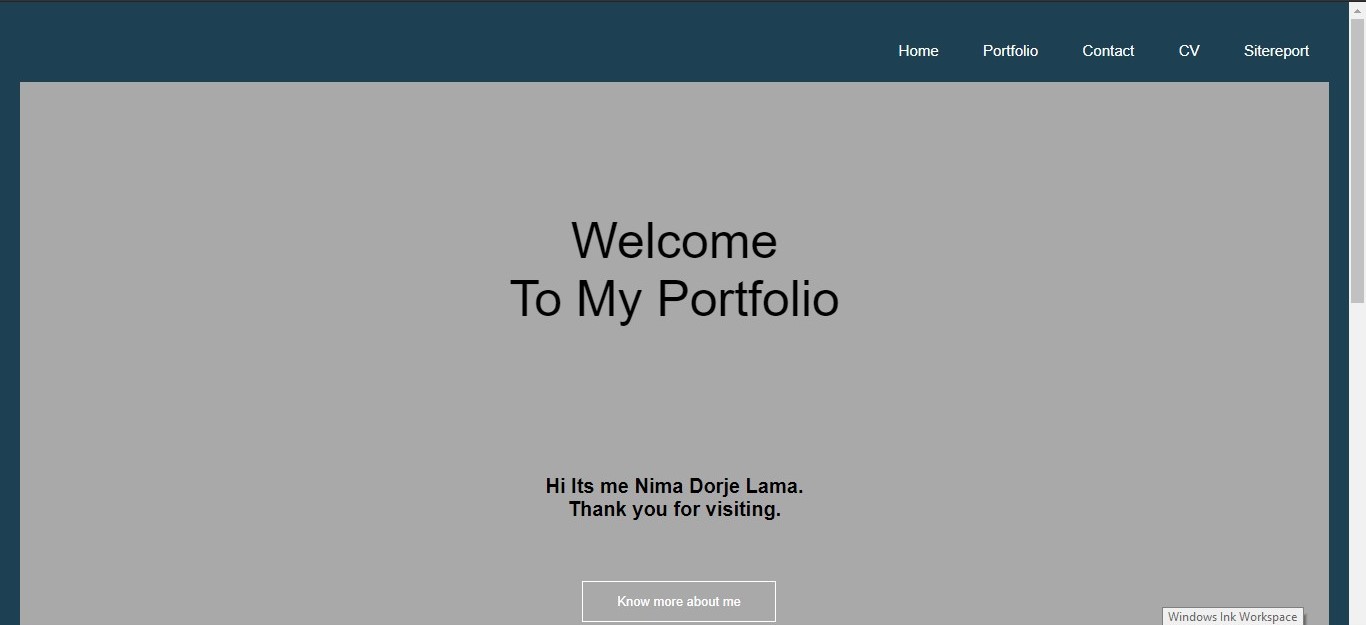 Home Portfolio Contact CV Sitereport
Welcome
To My Portfolio
Hi Its me Nima Dorje Lama.
Thank you for visiting.
Know more about me
Windows Ink Workspace